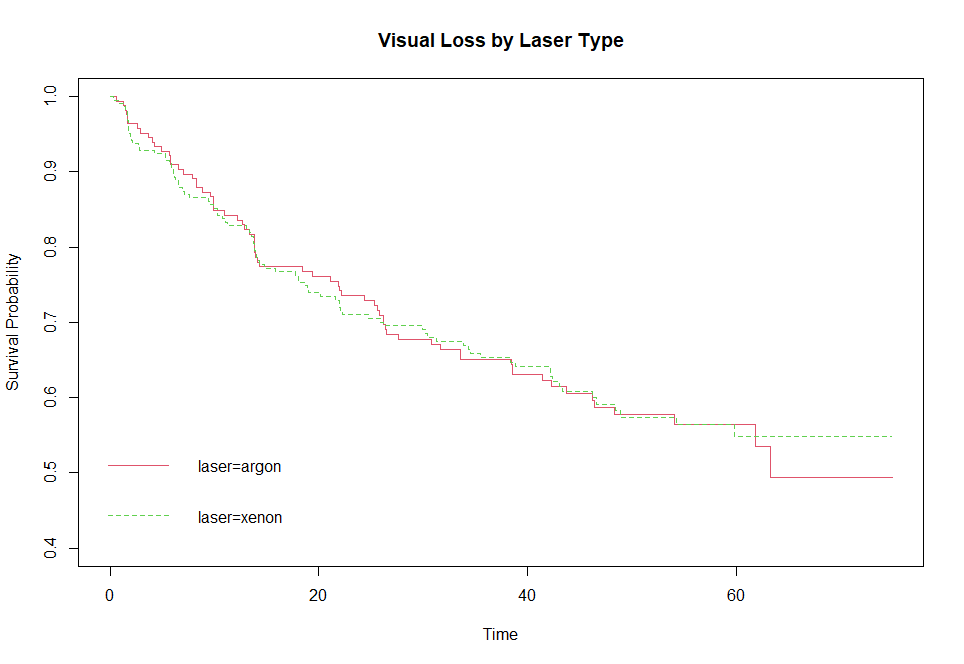 Visual Loss by Laser Type
Survival Probability
1.0
0.9
0.8
0.7
0.6
0.5
0.4
laser=argon
laser=xenon
0 20 40 60
Time